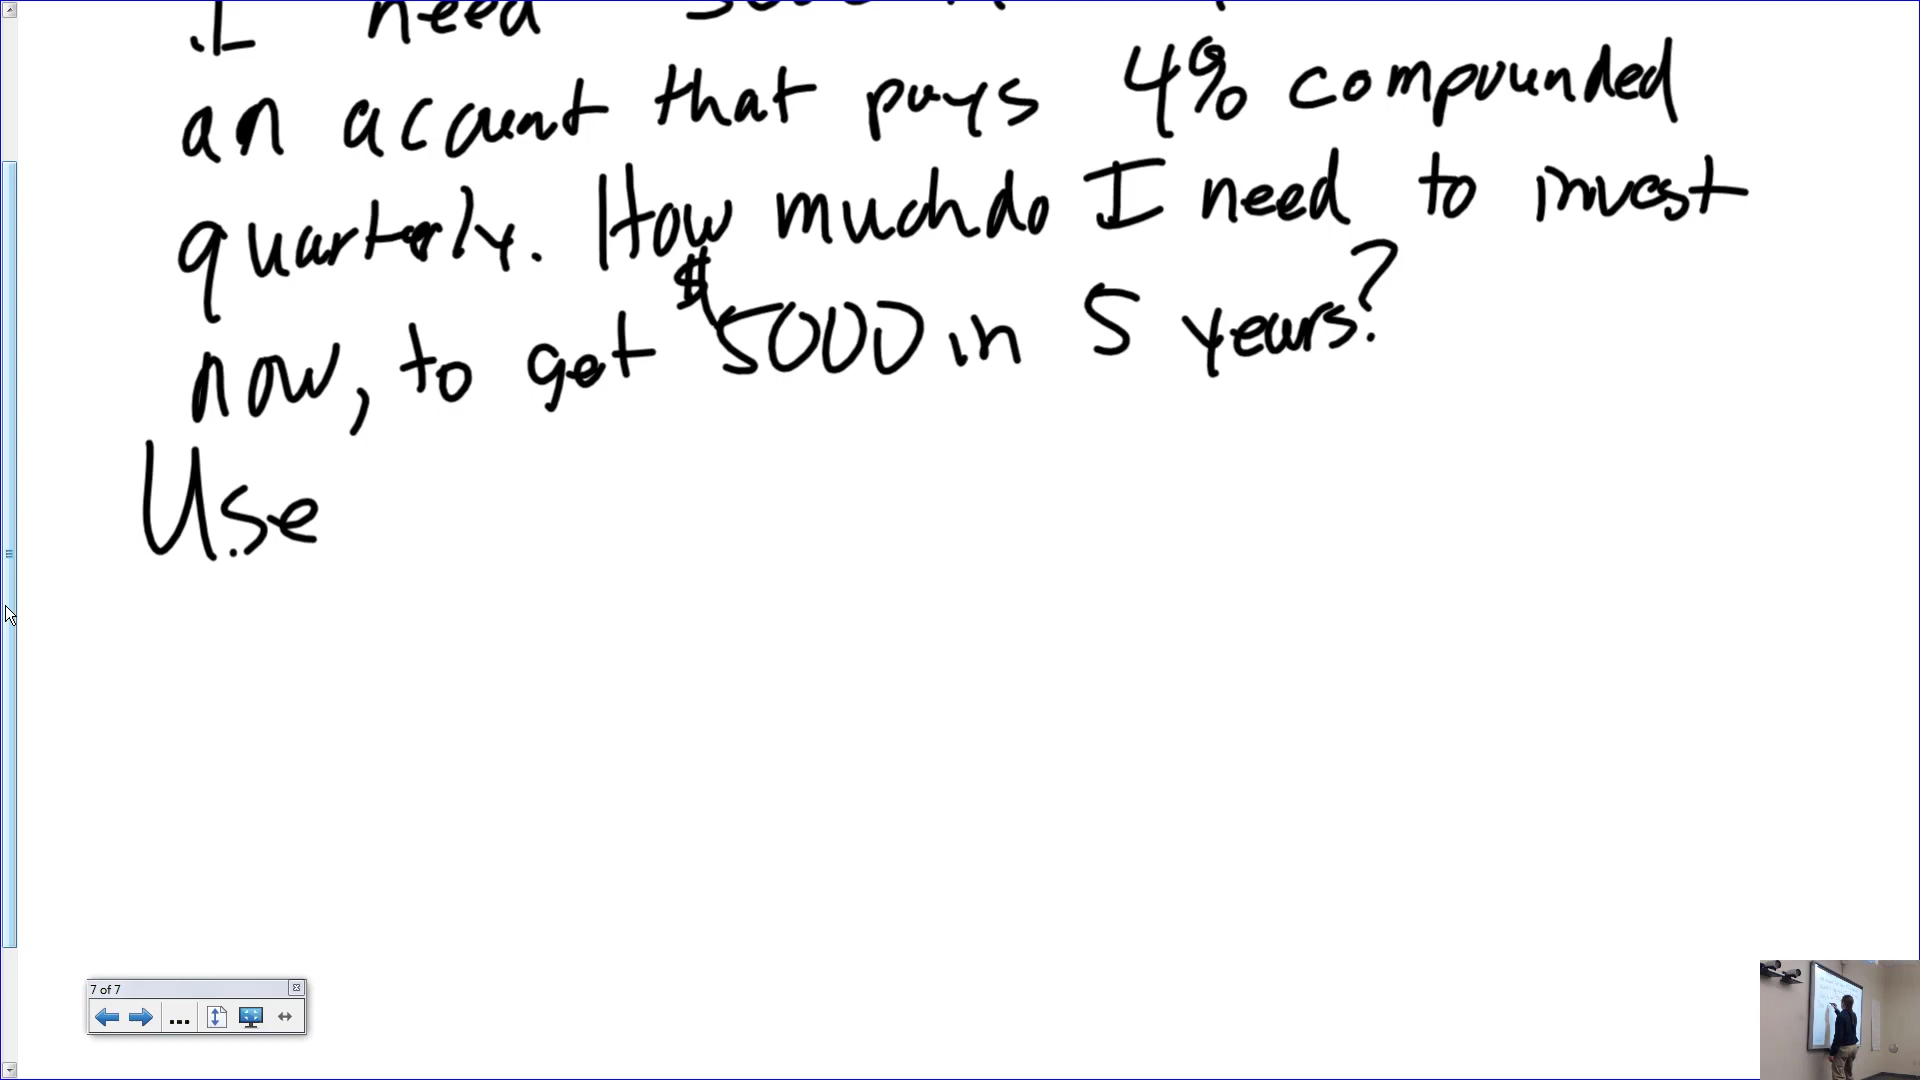 I need
an account that pays 4% compounded
quarterly. How much do I need to invest
now, to get $5000 in 5 years?
Use
7 of 7
...